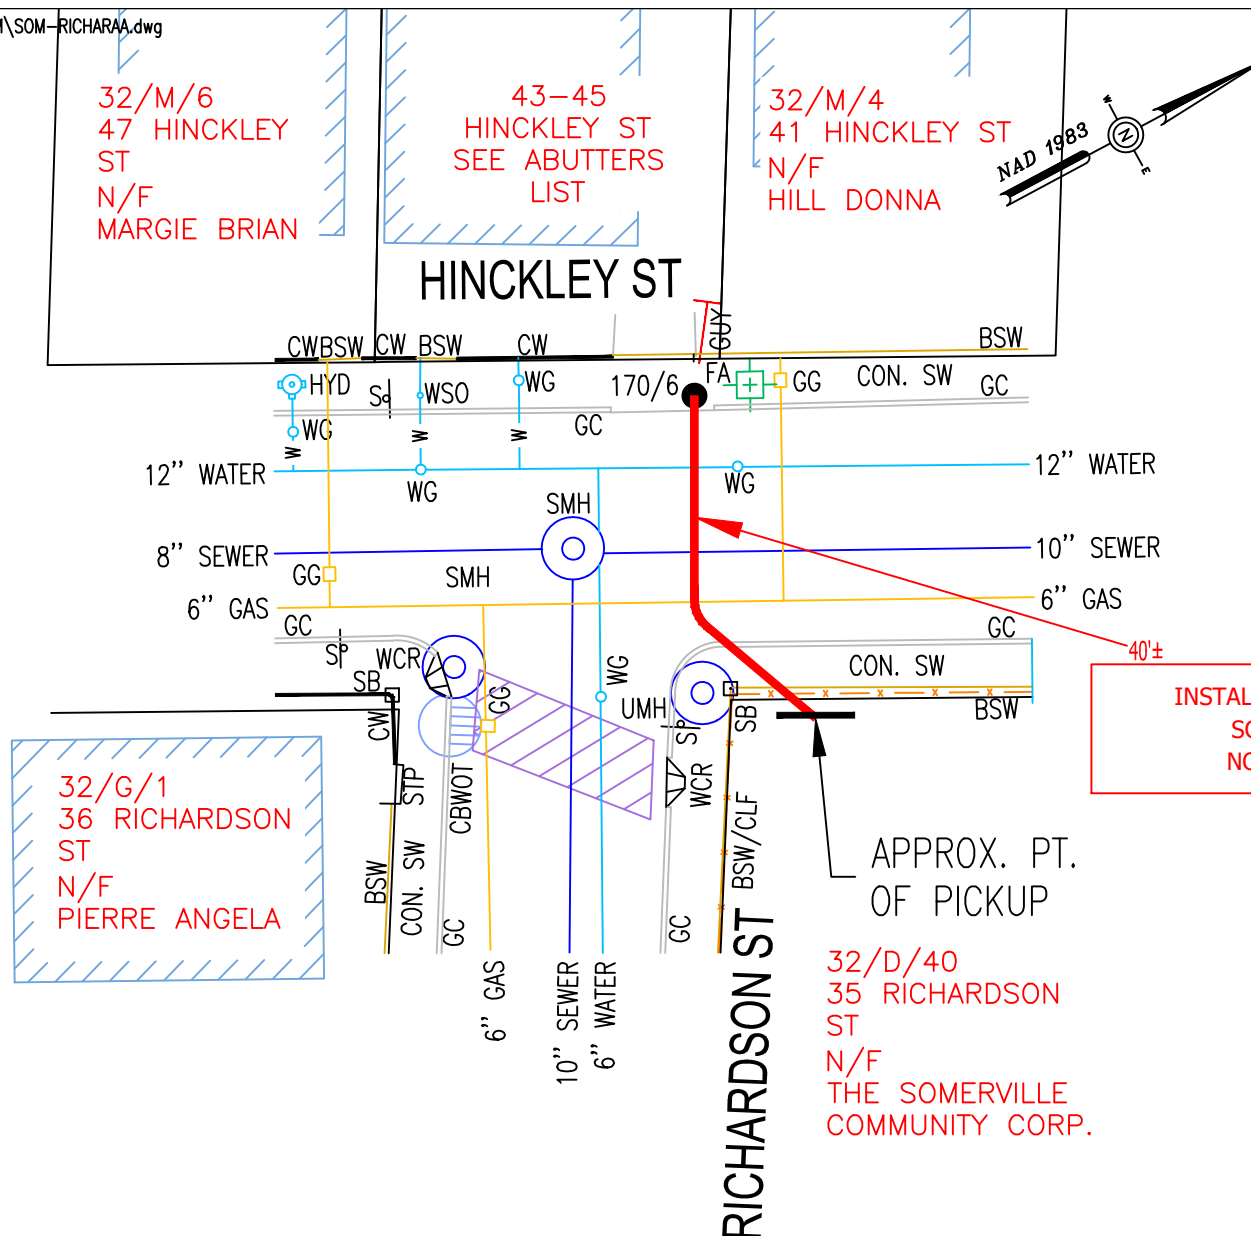 \SOM-RICHARAA.dwg
32/M/6
47 HINCKLEY
ST
N/F
MARGIE BRIAN
43-45
HINCKLEY ST
SEE ABUTTERS
LIST
32/M/4
41 HINCKLEY ST
N/F
HILL DONNA
NAD 1983
W
N
E
HINCKLEY ST
GUY
CW
BSW
CW
BSW
CW
BSW
HYD
S
WSO
WG
170/6
FA
GG
CON. SW
GC
WG
W
W
W
GC
12" WATER
WG
WG
12" WATER
SMH
8" SEWER
10" SEWER
GG
SMH
6" GAS
6" GAS
GC
GC
S
WCR
WG
CON. SW
40'±
SB
GG
UMH
S
SB
BSW
CW
INSTAL
SO
NO
STP
CBWOT
WCR
32/G/1
36 RICHARDSON
ST
N/F
PIERRE ANGELA
BSW
CON. SW
GC
GC
BSW/CLF
APPROX. PT.
OF PICKUP
6" GAS
10" SEWER
6" WATER
RICHARDSON ST
32/D/40
35 RICHARDSON
ST
N/F
THE SOMERVILLE
COMMUNITY CORP.